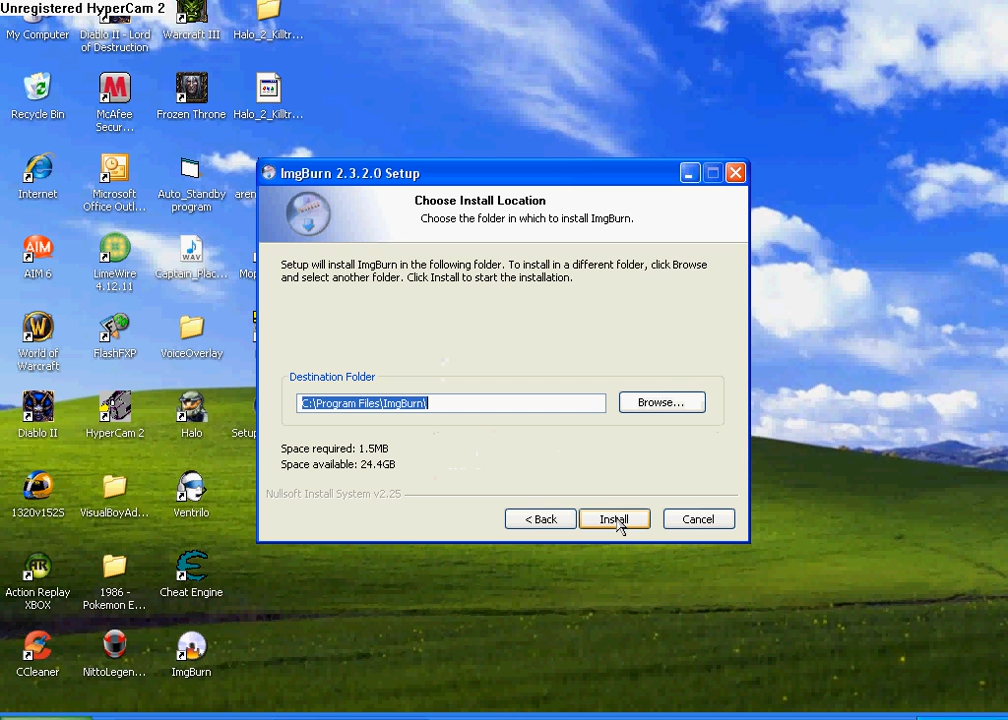 Unregistered HyperCam 2
My Computer
Diablo II - Lord
of Destruction
Warcraft III
Halo_2_Killtr...
Recycle Bin
McAfee
Secur...
Frozen Throne
Halo_2_Killtr...
Internet
Microsoft
Office Outl...
Auto_Standby
program
AIM 6
LimeWire
4.12.11
Captain_Plac...
WAV
World of
Warcraft
FlashFXP
VoiceOverlay
Diablo II
HyperCam 2
Halo
1320v152S
VisualBoyAd...
Ventrilo
Action Replay
XBOX
1986 -
Pokemon E...
Cheat Engine
CCleaner
NittoLegen...
ImgBurn
ImgBurn 2.3.2.0 Setup
Choose Install Location
Choose the folder in which to install ImgBurn.
Setup will install ImgBurn in the following folder. To install in a different folder, click Browse
and select another folder. Click Install to start the installation.
Destination Folder
C:\Program Files\ImgBurn\
Browse...
Space required: 1.5MB
Space available: 24.4GB
Nullsoft Install System v2.25
< Back
Install
Cancel